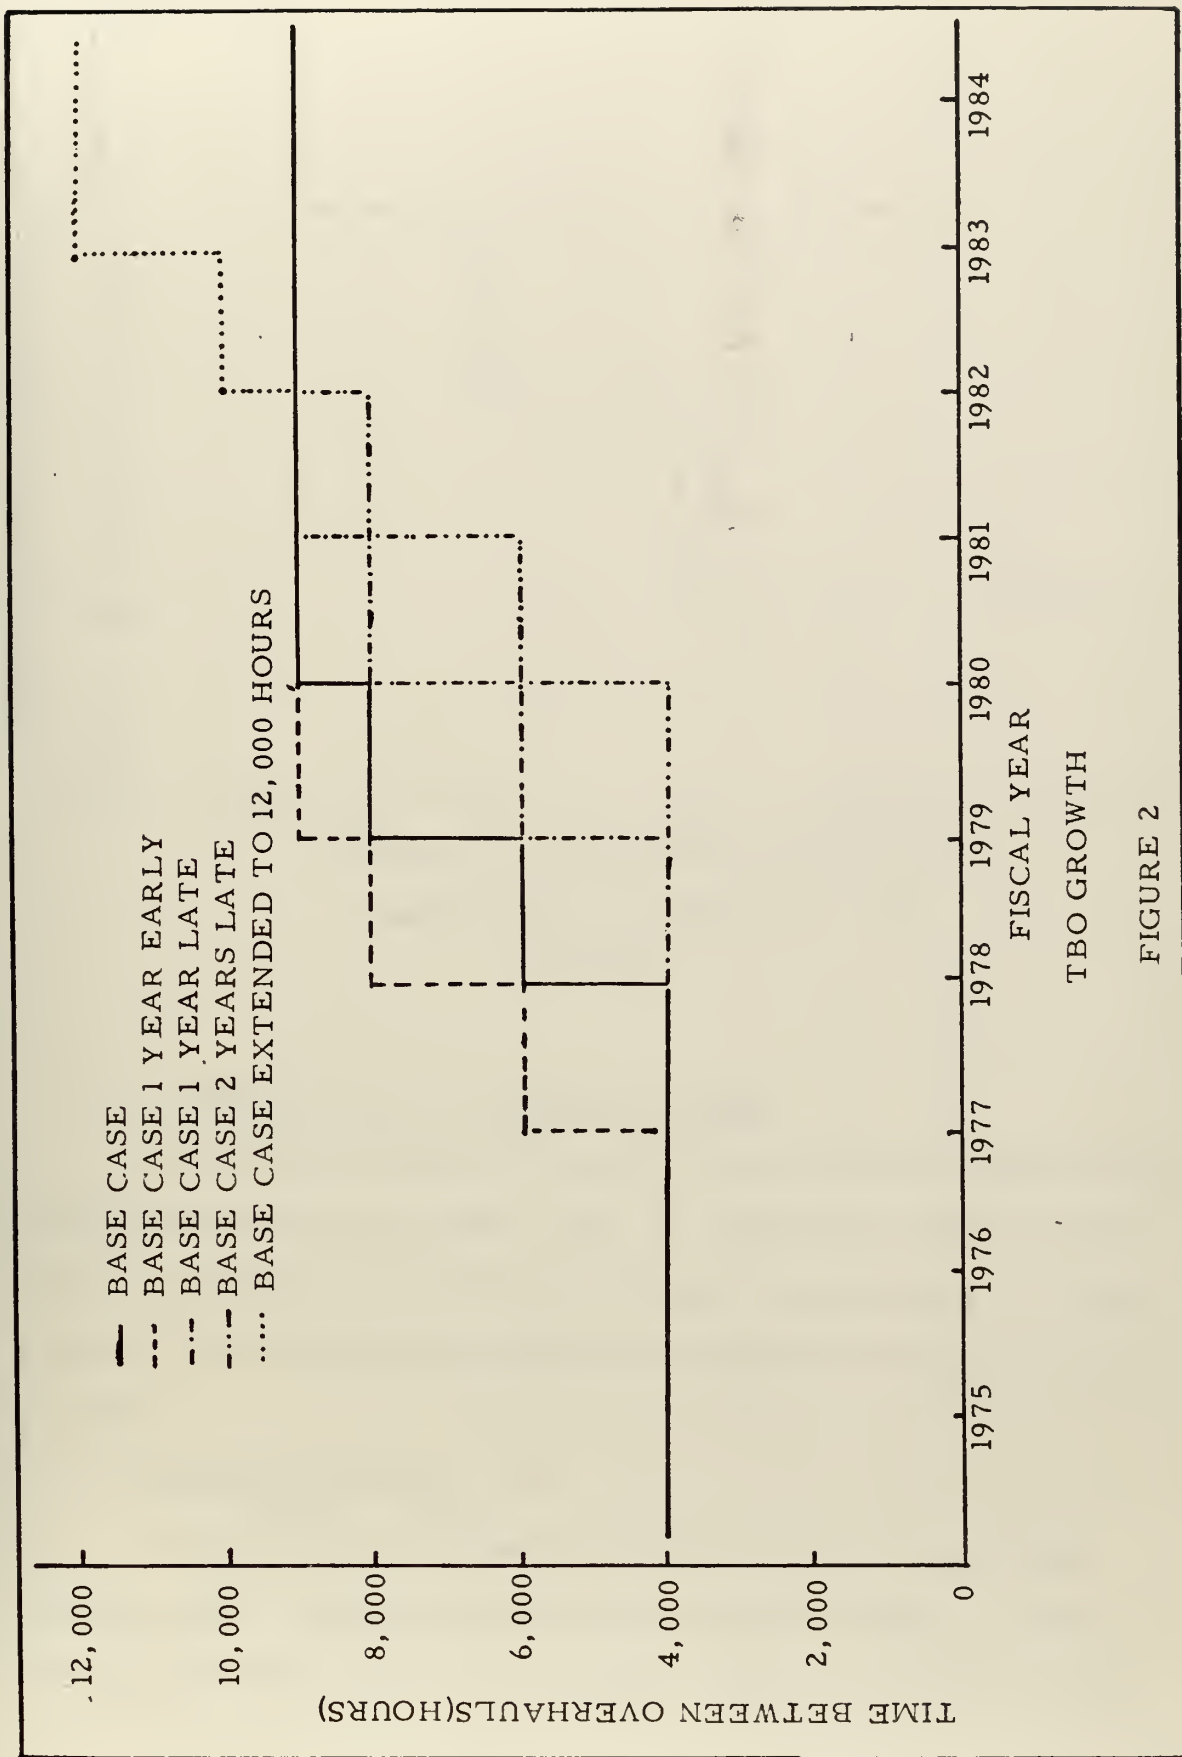 BASE CASE
BASE CASE 1 YEAR EARLY
BASE CASE 1 YEAR LATE
BASE CASE 2 YEARS LATE
BASE CASE EXTENDED TO 12,000 HOURS
TIME BETWEEN OVERHAULS(HOURS)
12,000
10,000
8,000
6,000
4,000
2,000
0
1975 1976 1977 1978 1979 1980 1981 1982 1983 1984
FISCAL YEAR
TBO GROWTH
FIGURE 2